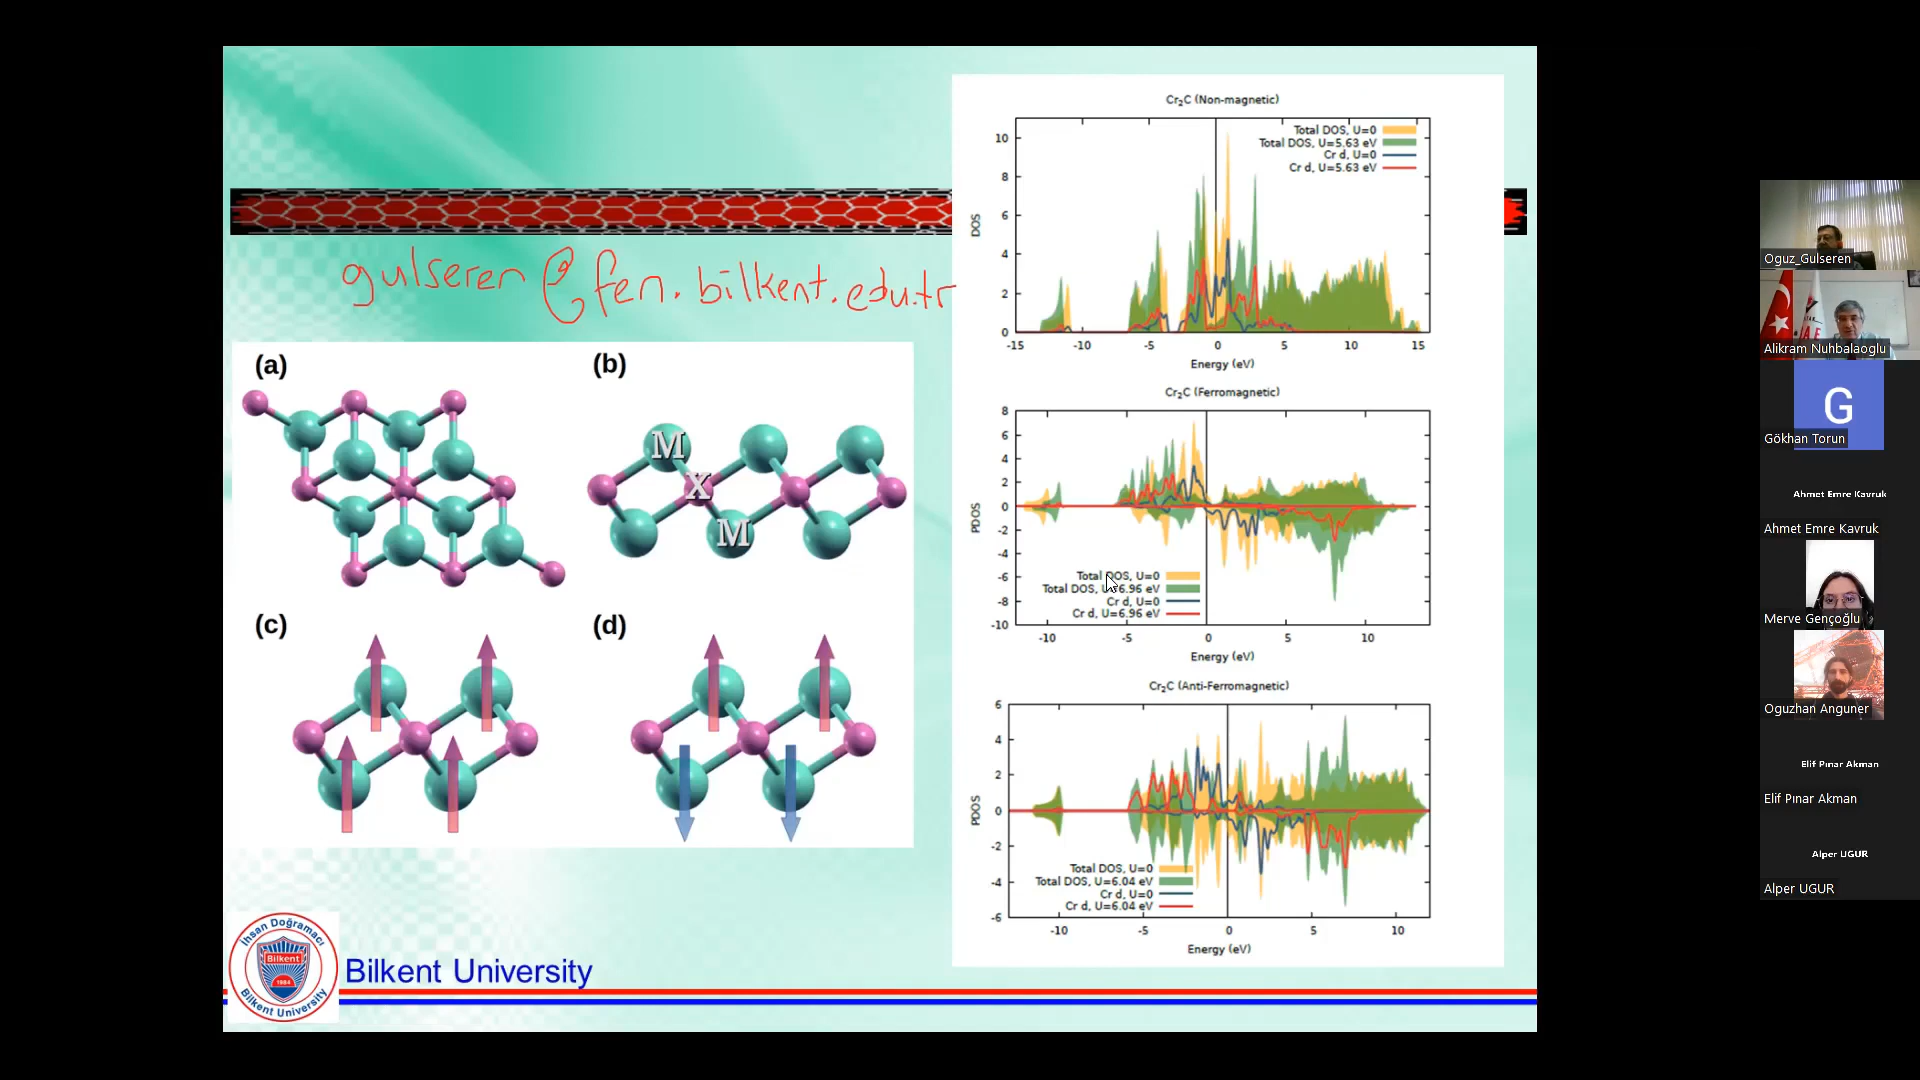 gulseren@fen.bilkent.edu.tr
(a)
(b)
M
X
M
(c)
(d)
Cr₂C (Non-magnetic)
Total DOS, U=0
Total DOS, U=5.63 eV
Cr d, U=0
Cr d, U=5.63 eV
DOS
10
8
6
4
2
0
-15 -10 -5 0 5 10 15
Energy (eV)
Cr₂C (Ferromagnetic)
PDOS
8
6
4
2
0
-2
-4
-6
-8
-10
Total DOS, U=0
Total DOS, U=6.96 eV
Cr d, U=0
Cr d, U=6.96 eV
-10 -5 0 5 10
Energy (eV)
Cr₂C (Anti-Ferromagnetic)
PDOS
6
4
2
0
-2
-4
-6
Total DOS, U=0
Total DOS, U=6.04 eV
Cr d, U=0
Cr d, U=6.04 eV
-10 -5 0 5 10
Energy (eV)
İhsan Doğramacı
Bilkent
1984
Bilkent University
Bilkent University
Oguz_Gulseren
Alikram Nuhbalaoglu
G
Gökhan Torun
Ahmet Emre Kavruk
Ahmet Emre Kavruk
Merve Gençoğlu
Oguzhan Anguner
Elif Pınar Akman
Elif Pınar Akman
Alper UGUR
Alper UGUR